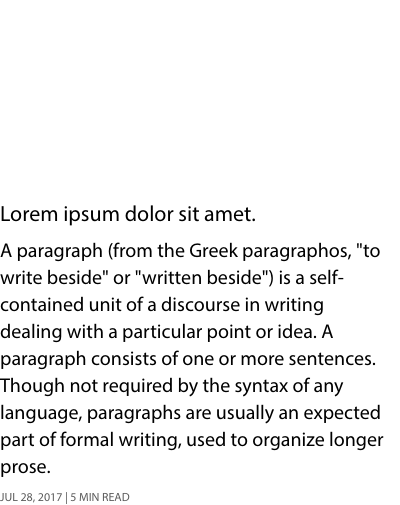 Lorem ipsum dolor sit amet.
A paragraph (from the Greek paragraphos, "to
write beside" or "written beside") is a self-
contained unit of a discourse in writing
dealing with a particular point or idea. A
paragraph consists of one or more sentences.
Though not required by the syntax of any
language, paragraphs are usually an expected
part of formal writing, used to organize longer
prose.
JUL 28, 2017 | 5 MIN READ